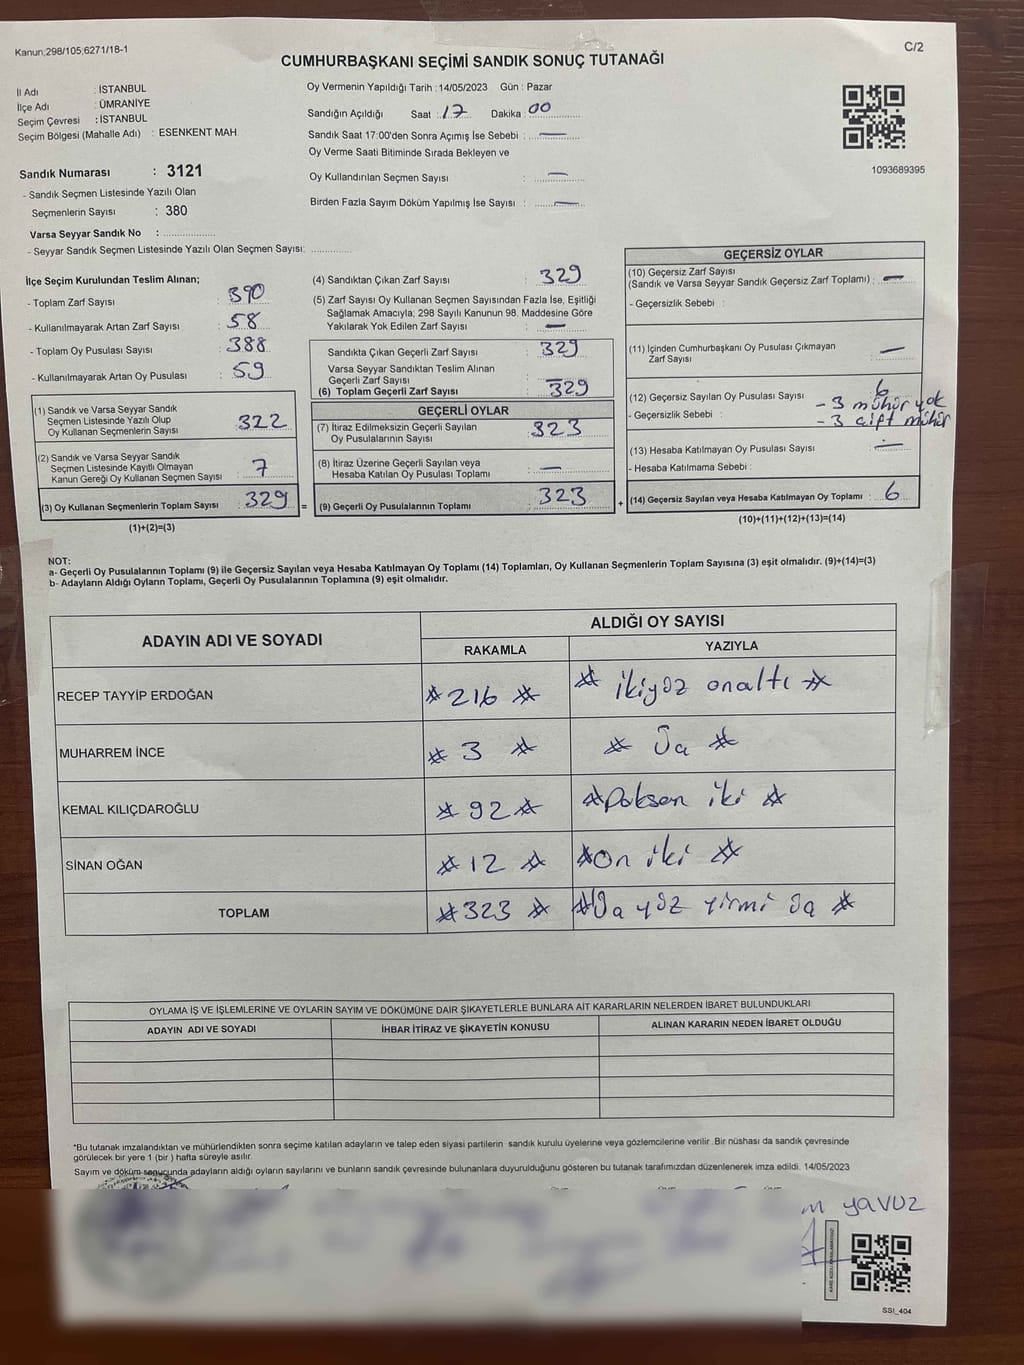 Kanun;298/105;6271/18-1
C/2
CUMHURBAŞKANI SEÇİMİ SANDIK SONUÇ TUTANAĞI
İl Adı : İSTANBUL
İlçe Adı : ÜMRANİYE
Seçim Çevresi : İSTANBUL
Seçim Bölgesi (Mahalle Adı) : ESENKENT MAH.
Sandık Numarası : 3121
- Sandık Seçmen Listesinde Yazılı Olan
Seçmenlerin Sayısı : 380
Varsa Seyyar Sandık No :
- Seyyar Sandık Seçmen Listesinde Yazılı Olan Seçmen Sayısı:
Oy Vermenin Yapıldığı Tarih :14/05/2023 Gün : Pazar
Sandığın Açıldığı Saat : 17 Dakika : 00
Sandık Saat 17:00'den Sonra Açımış İse Sebebi : —
Oy Verme Saati Bitiminde Sırada Bekleyen ve
Oy Kullandırılan Seçmen Sayısı : —
Birden Fazla Sayım Döküm Yapılmış İse Sayısı : —
1093689395
İlçe Seçim Kurulundan Teslim Alınan;
- Toplam Zarf Sayısı : 390
- Kullanılmayarak Artan Zarf Sayısı : 58
- Toplam Oy Pusulası Sayısı : 388
- Kullanılmayarak Artan Oy Pusulası : 59
(1) Sandık ve Varsa Seyyar Sandık
Seçmen Listesinde Yazılı Olup
Oy Kullanan Seçmenlerin Sayısı : 322
(2) Sandık ve Varsa Seyyar Sandık
Seçmen Listesinde Kayıtlı Olmayan
Kanun Gereği Oy Kullanan Seçmen Sayısı : 7
(3) Oy Kullanan Seçmenlerin Toplam Sayısı : 329
(1)+(2)=(3)
=
(4) Sandıktan Çıkan Zarf Sayısı : 329
(5) Zarf Sayısı Oy Kullanan Seçmen Sayısından Fazla İse, Eşitliği
Sağlamak Amacıyla; 298 Sayılı Kanunun 98. Maddesine Göre
Yakılarak Yok Edilen Zarf Sayısı : —
Sandıkta Çıkan Geçerli Zarf Sayısı : 329
Varsa Seyyar Sandıktan Teslim Alınan
Geçerli Zarf Sayısı : —
(6) Toplam Geçerli Zarf Sayısı : 329
GEÇERLİ OYLAR
(7) İtiraz Edilmeksizin Geçerli Sayılan
Oy Pusulalarının Sayısı : 323
(8) İtiraz Üzerine Geçerli Sayılan veya
Hesaba Katılan Oy Pusulası Toplamı : —
(9) Geçerli Oy Pusulalarının Toplamı : 323
+
GEÇERSİZ OYLAR
(10) Geçersiz Zarf Sayısı
(Sandık ve Varsa Seyyar Sandık Geçersiz Zarf Toplamı) : —
- Geçersizlik Sebebi :
(11) İçinden Cumhurbaşkanı Oy Pusulası Çıkmayan
Zarf Sayısı : —
(12) Geçersiz Sayılan Oy Pusulası Sayısı : 6
- Geçersizlik Sebebi : - 3 mühür yok
- 3 çift mühür
(13) Hesaba Katılmayan Oy Pusulası Sayısı : —
- Hesaba Katılmama Sebebi :
(14) Geçersiz Sayılan veya Hesaba Katılmayan Oy Toplamı : 6
(10)+(11)+(12)+(13)=(14)
NOT:
a- Geçerli Oy Pusulalarının Toplamı (9) ile Geçersiz Sayılan veya Hesaba Katılmayan Oy Toplamı (14) Toplamları, Oy Kullanan Seçmenlerin Toplam Sayısına (3) eşit olmalıdır. (9)+(14)=(3)
b- Adayların Aldığı Oyların Toplamı, Geçerli Oy Pusulalarının Toplamına (9) eşit olmalıdır.
ADAYIN ADI VE SOYADI
ALDIĞI OY SAYISI
RAKAMLA YAZIYLA
RECEP TAYYİP ERDOĞAN # 216 # # ikiyüz onaltı #
MUHARREM İNCE # 3 # # Üç #
KEMAL KILIÇDAROĞLU # 92 # # Doksan iki #
SİNAN OĞAN # 12 # # On iki #
TOPLAM # 323 # # Üç yüz yirmi üç #
OYLAMA İŞ VE İŞLEMLERİNE VE OYLARIN SAYIM VE DÖKÜMÜNE DAİR ŞİKAYETLERLE BUNLARA AİT KARARLARIN NELERDEN İBARET BULUNDUKLARI
ADAYIN ADI VE SOYADI İHBAR İTİRAZ VE ŞİKAYETİN KONUSU ALINAN KARARIN NEDEN İBARET OLDUĞU
*Bu tutanak imzalandıktan ve mühürlendikten sonra seçime katılan adayların ve talep eden siyasi partilerin sandık kurulu üyelerine veya gözlemcilerine verilir. Bir nüshası da sandık çevresinde
görülecek bir yere 1 (bir) hafta süreyle asılır.
Sayım ve döküm sonucunda adayların aldığı oyların sayılarını ve bunların sandık çevresinde bulunanlara duyurulduğunu gösteren bu tutanak tarafımızdan düzenlenerek imza edildi. 14/05/2023
yavuz
SSI_404